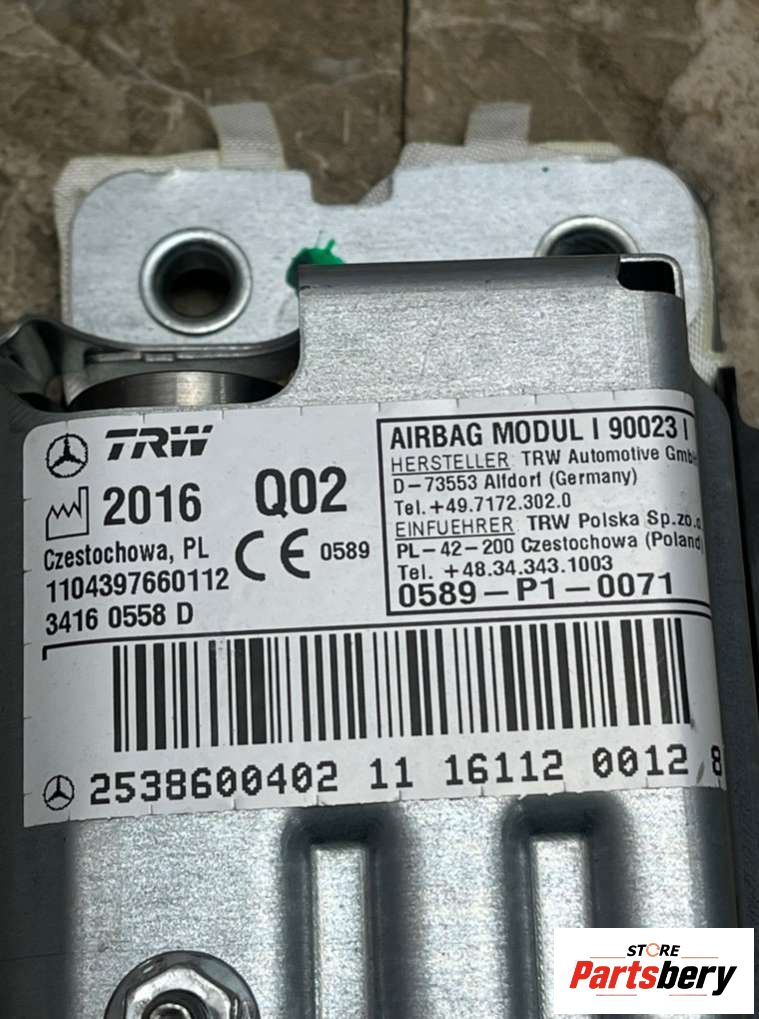 TRW
2016 Q02
Czestochowa, PL
CE 0589
1104397660112
3416 0558 D
AIRBAG MODUL I 90023 I
HERSTELLER: TRW Automotive GmbH
D-73553 Alfdorf (Germany)
Tel.+49.7172.302.0
EINFUEHRER: TRW Polska Sp.zo.o
PL-42-200 Czestochowa (Poland)
Tel. +48.34.343.1003
0589-P1-0071
2538600402 11 16112 0012 8
STORE
Partsbery